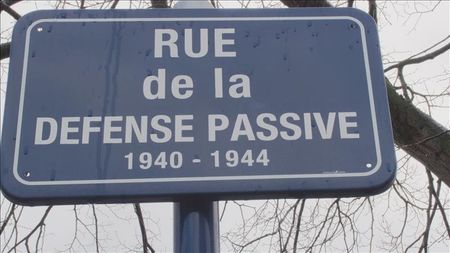 RUE
de la
DEFENSE PASSIVE
1940 - 1944